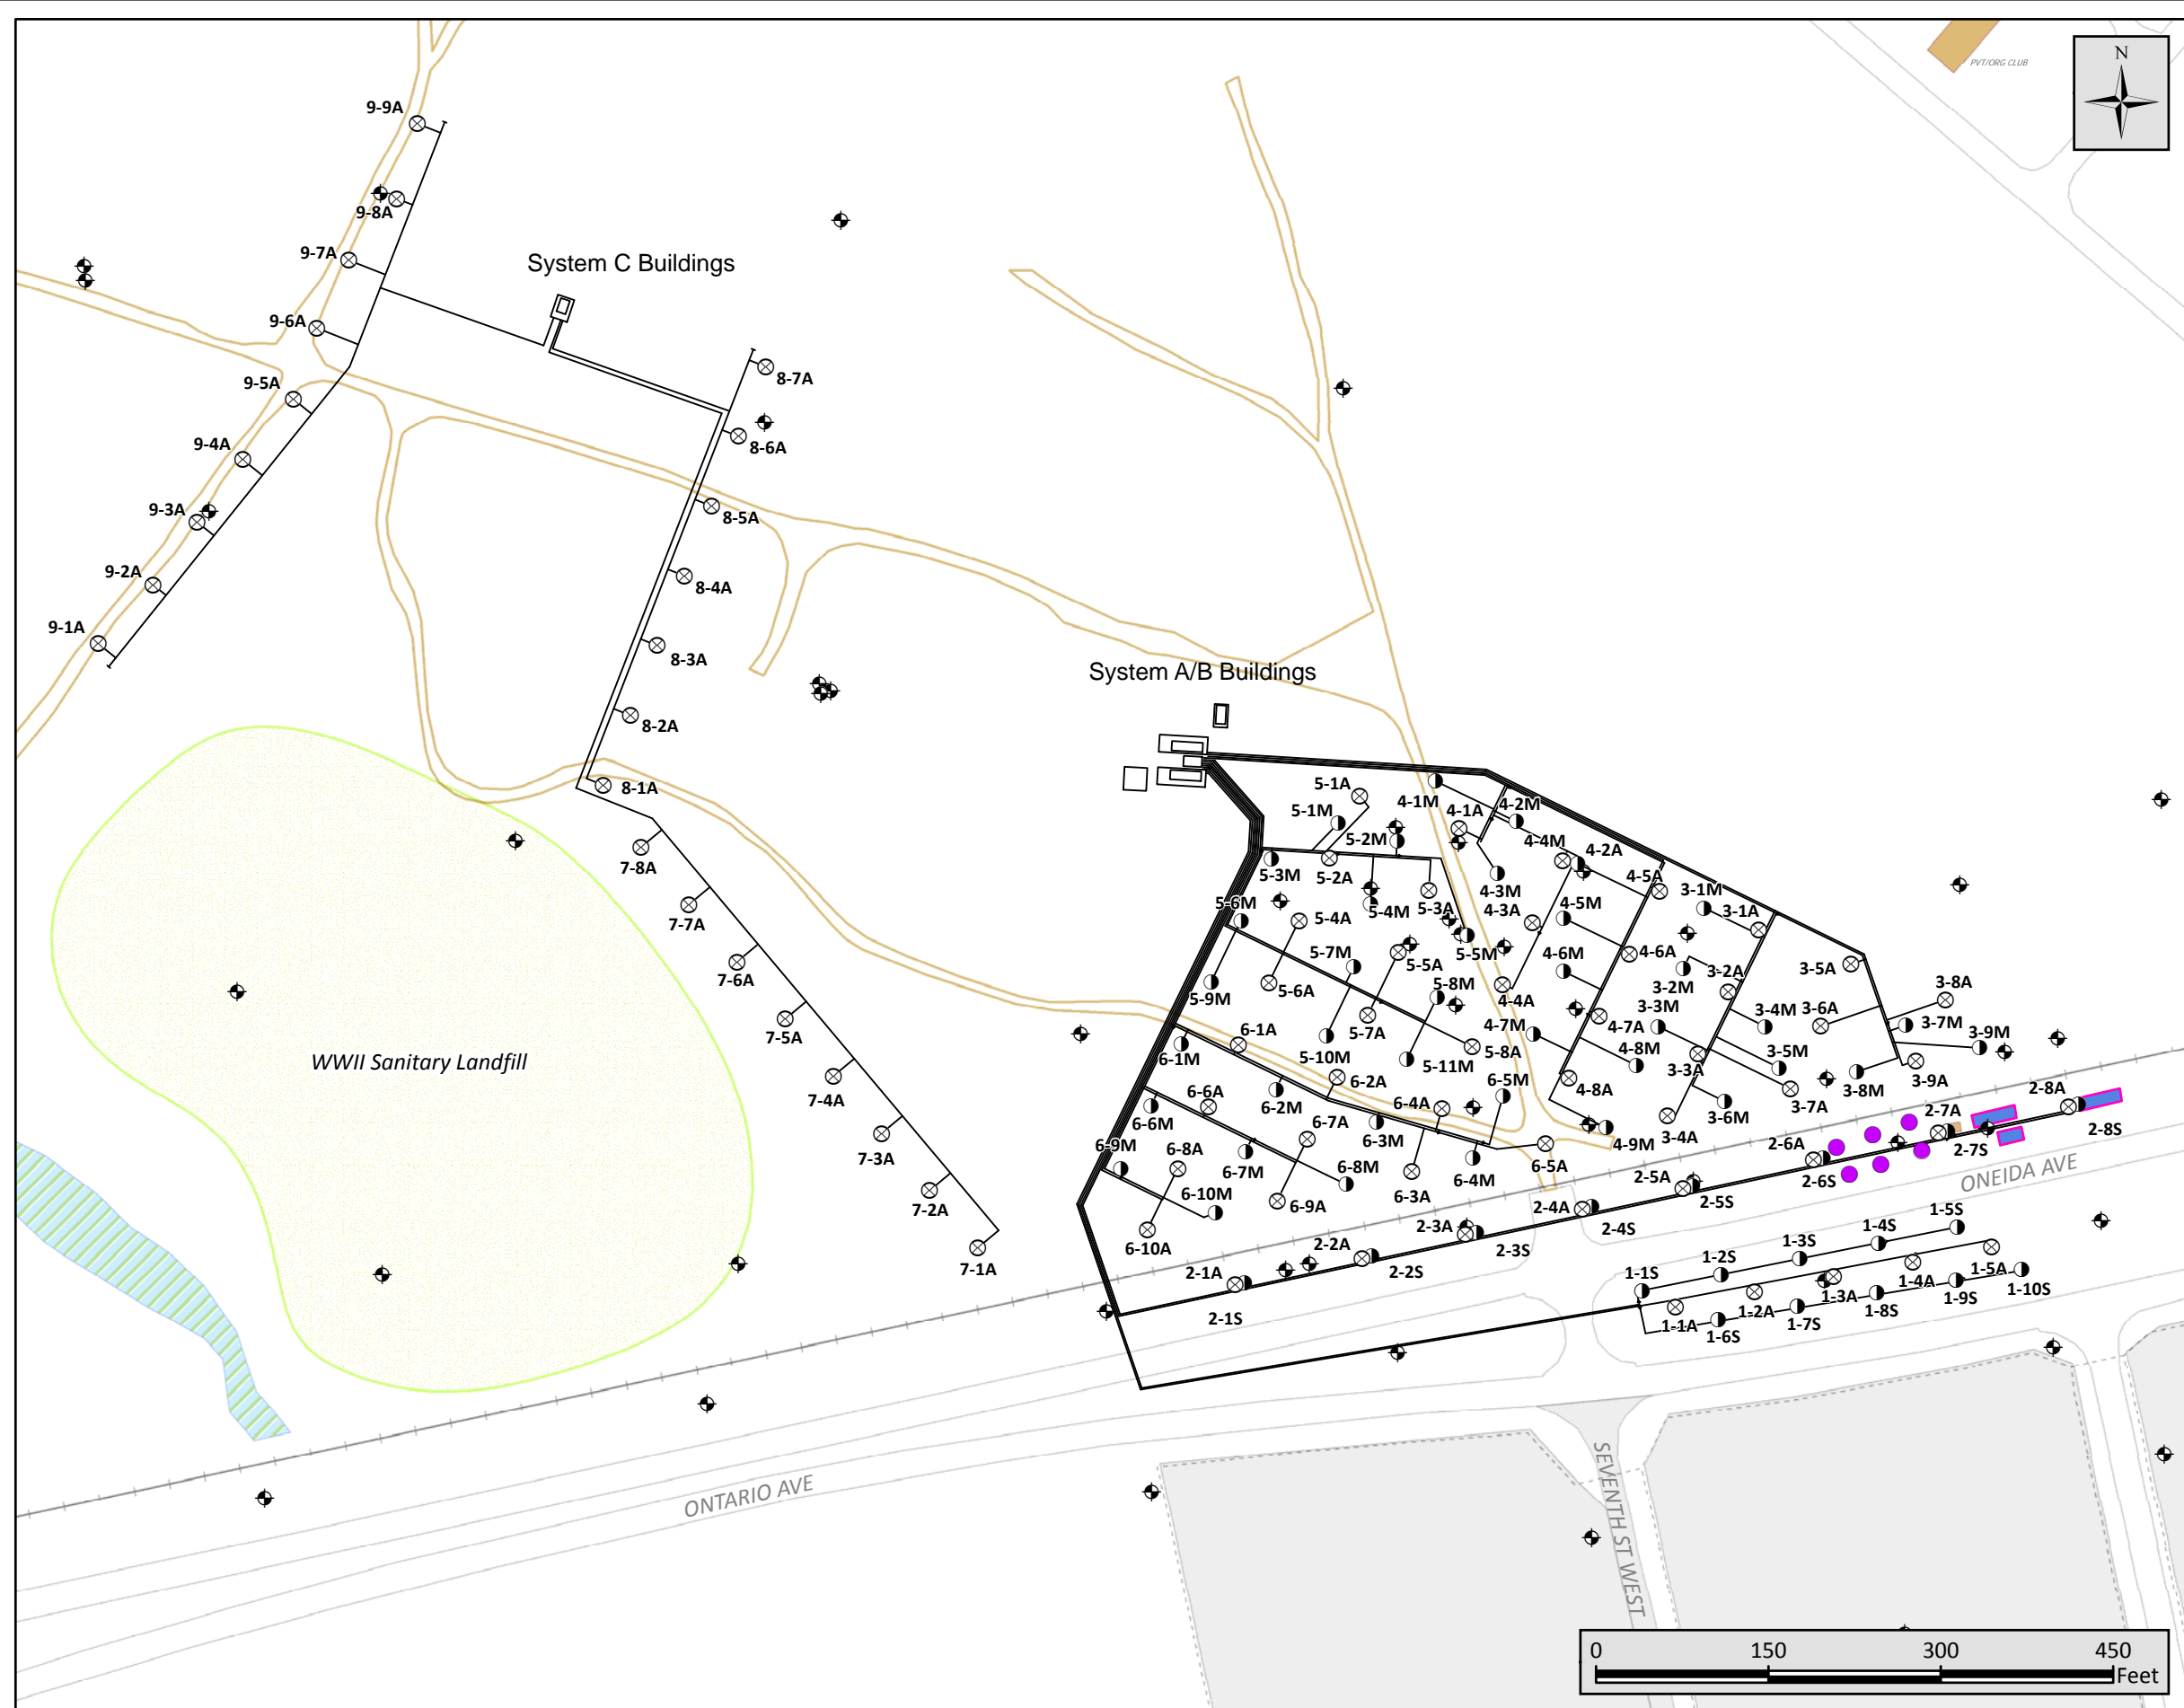 PVT/ORG CLUB
N
9-9A
9-8A
9-7A
System C Buildings
9-6A
8-7A
9-5A
9-4A
8-6A
9-3A
8-5A
9-2A
8-4A
9-1A
8-3A
System A/B Buildings
8-2A
8-1A
5-1A
5-1M
4-1M
4-1A
4-2M
5-2M
4-4M
4-2A
7-8A
5-3M
5-2A
4-3M
4-5A
3-1M
7-7A
5-6M
5-4A
5-4M
5-3A
4-3A
4-5M
3-1A
7-6A
5-7M
5-5A
5-5M
4-6M
4-6A
3-2A
3-5A
5-9M
5-6A
5-8M
4-4A
3-2M
3-8A
7-5A
6-1A
5-7A
4-7M
4-7A
3-3M
3-4M
3-6A
3-7M
WWII Sanitary Landfill
6-1M
5-10M
5-11M
5-8A
4-8M
3-3A
3-5M
3-9M
7-4A
6-6A
6-2M
6-2A
6-5M
4-8A
3-8M
3-9A
2-8A
6-6M
6-7A
6-4A
6-3M
3-4A
3-6M
3-7A
2-7A
2-8S
7-3A
6-9M
6-8A
6-7M
6-8M
6-4M
6-5A
4-9M
2-6A
2-7S
7-2A
6-10M
6-9A
6-3A
2-5A
2-6S
ONEIDA AVE
6-10A
2-3A
2-4A
2-4S
2-5S
1-5S
7-1A
2-1A
2-2A
2-2S
2-3S
1-1S
1-2S
1-3S
1-4S
2-1S
1-1A
1-6S
1-2A
1-7S
1-3A
1-8S
1-4A
1-9S
1-5A
1-10S
ONTARIO AVE
SEVENTH ST WEST
0 150 300 450
Feet